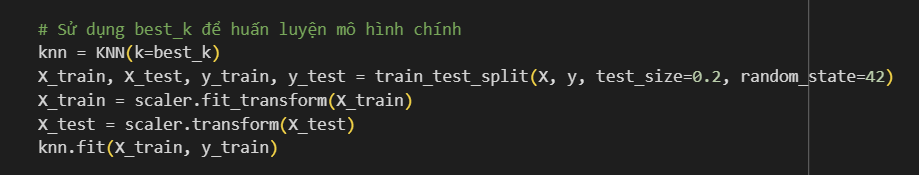 # Sử dụng best_k để huấn luyện mô hình chính
knn = KNN(k=best_k)
X_train, X_test, y_train, y_test = train_test_split(X, y, test_size=0.2, random_state=42)
X_train = scaler.fit_transform(X_train)
X_test = scaler.transform(X_test)
knn.fit(X_train, y_train)